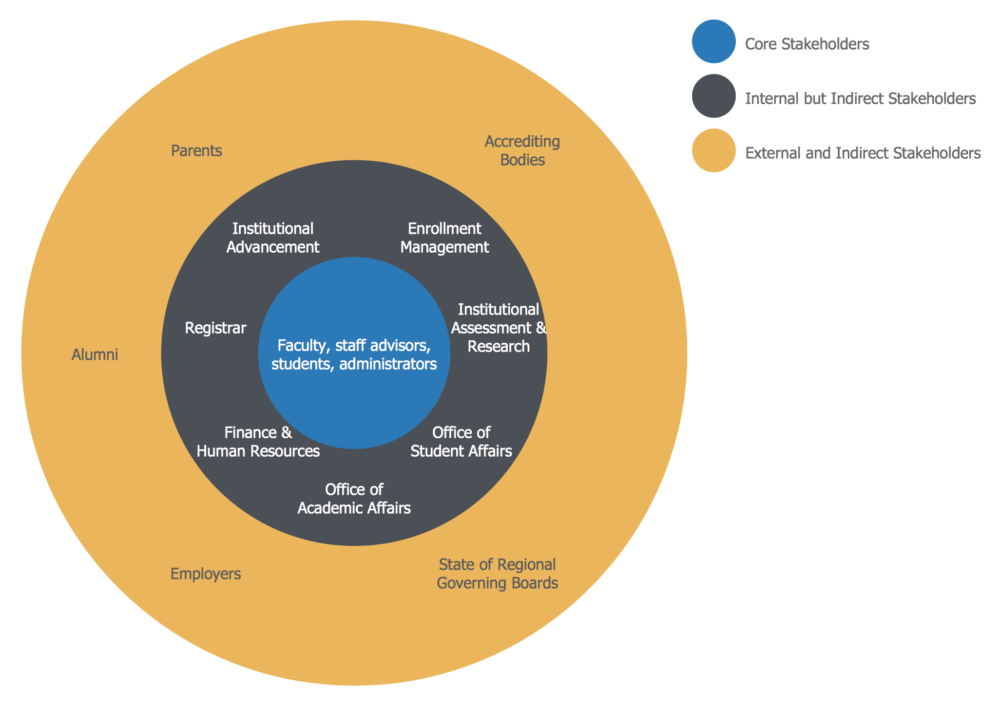 Core Stakeholders
Internal but Indirect Stakeholders
External and Indirect Stakeholders
Parents
Accrediting
Bodies
Institutional
Advancement
Enrollment
Management
Registrar
Institutional
Assessment &
Research
Alumni
Faculty, staff advisors,
students, administrators
Finance &
Human Resources
Office of
Student Affairs
Office of
Academic Affairs
Employers
State of Regional
Governing Boards